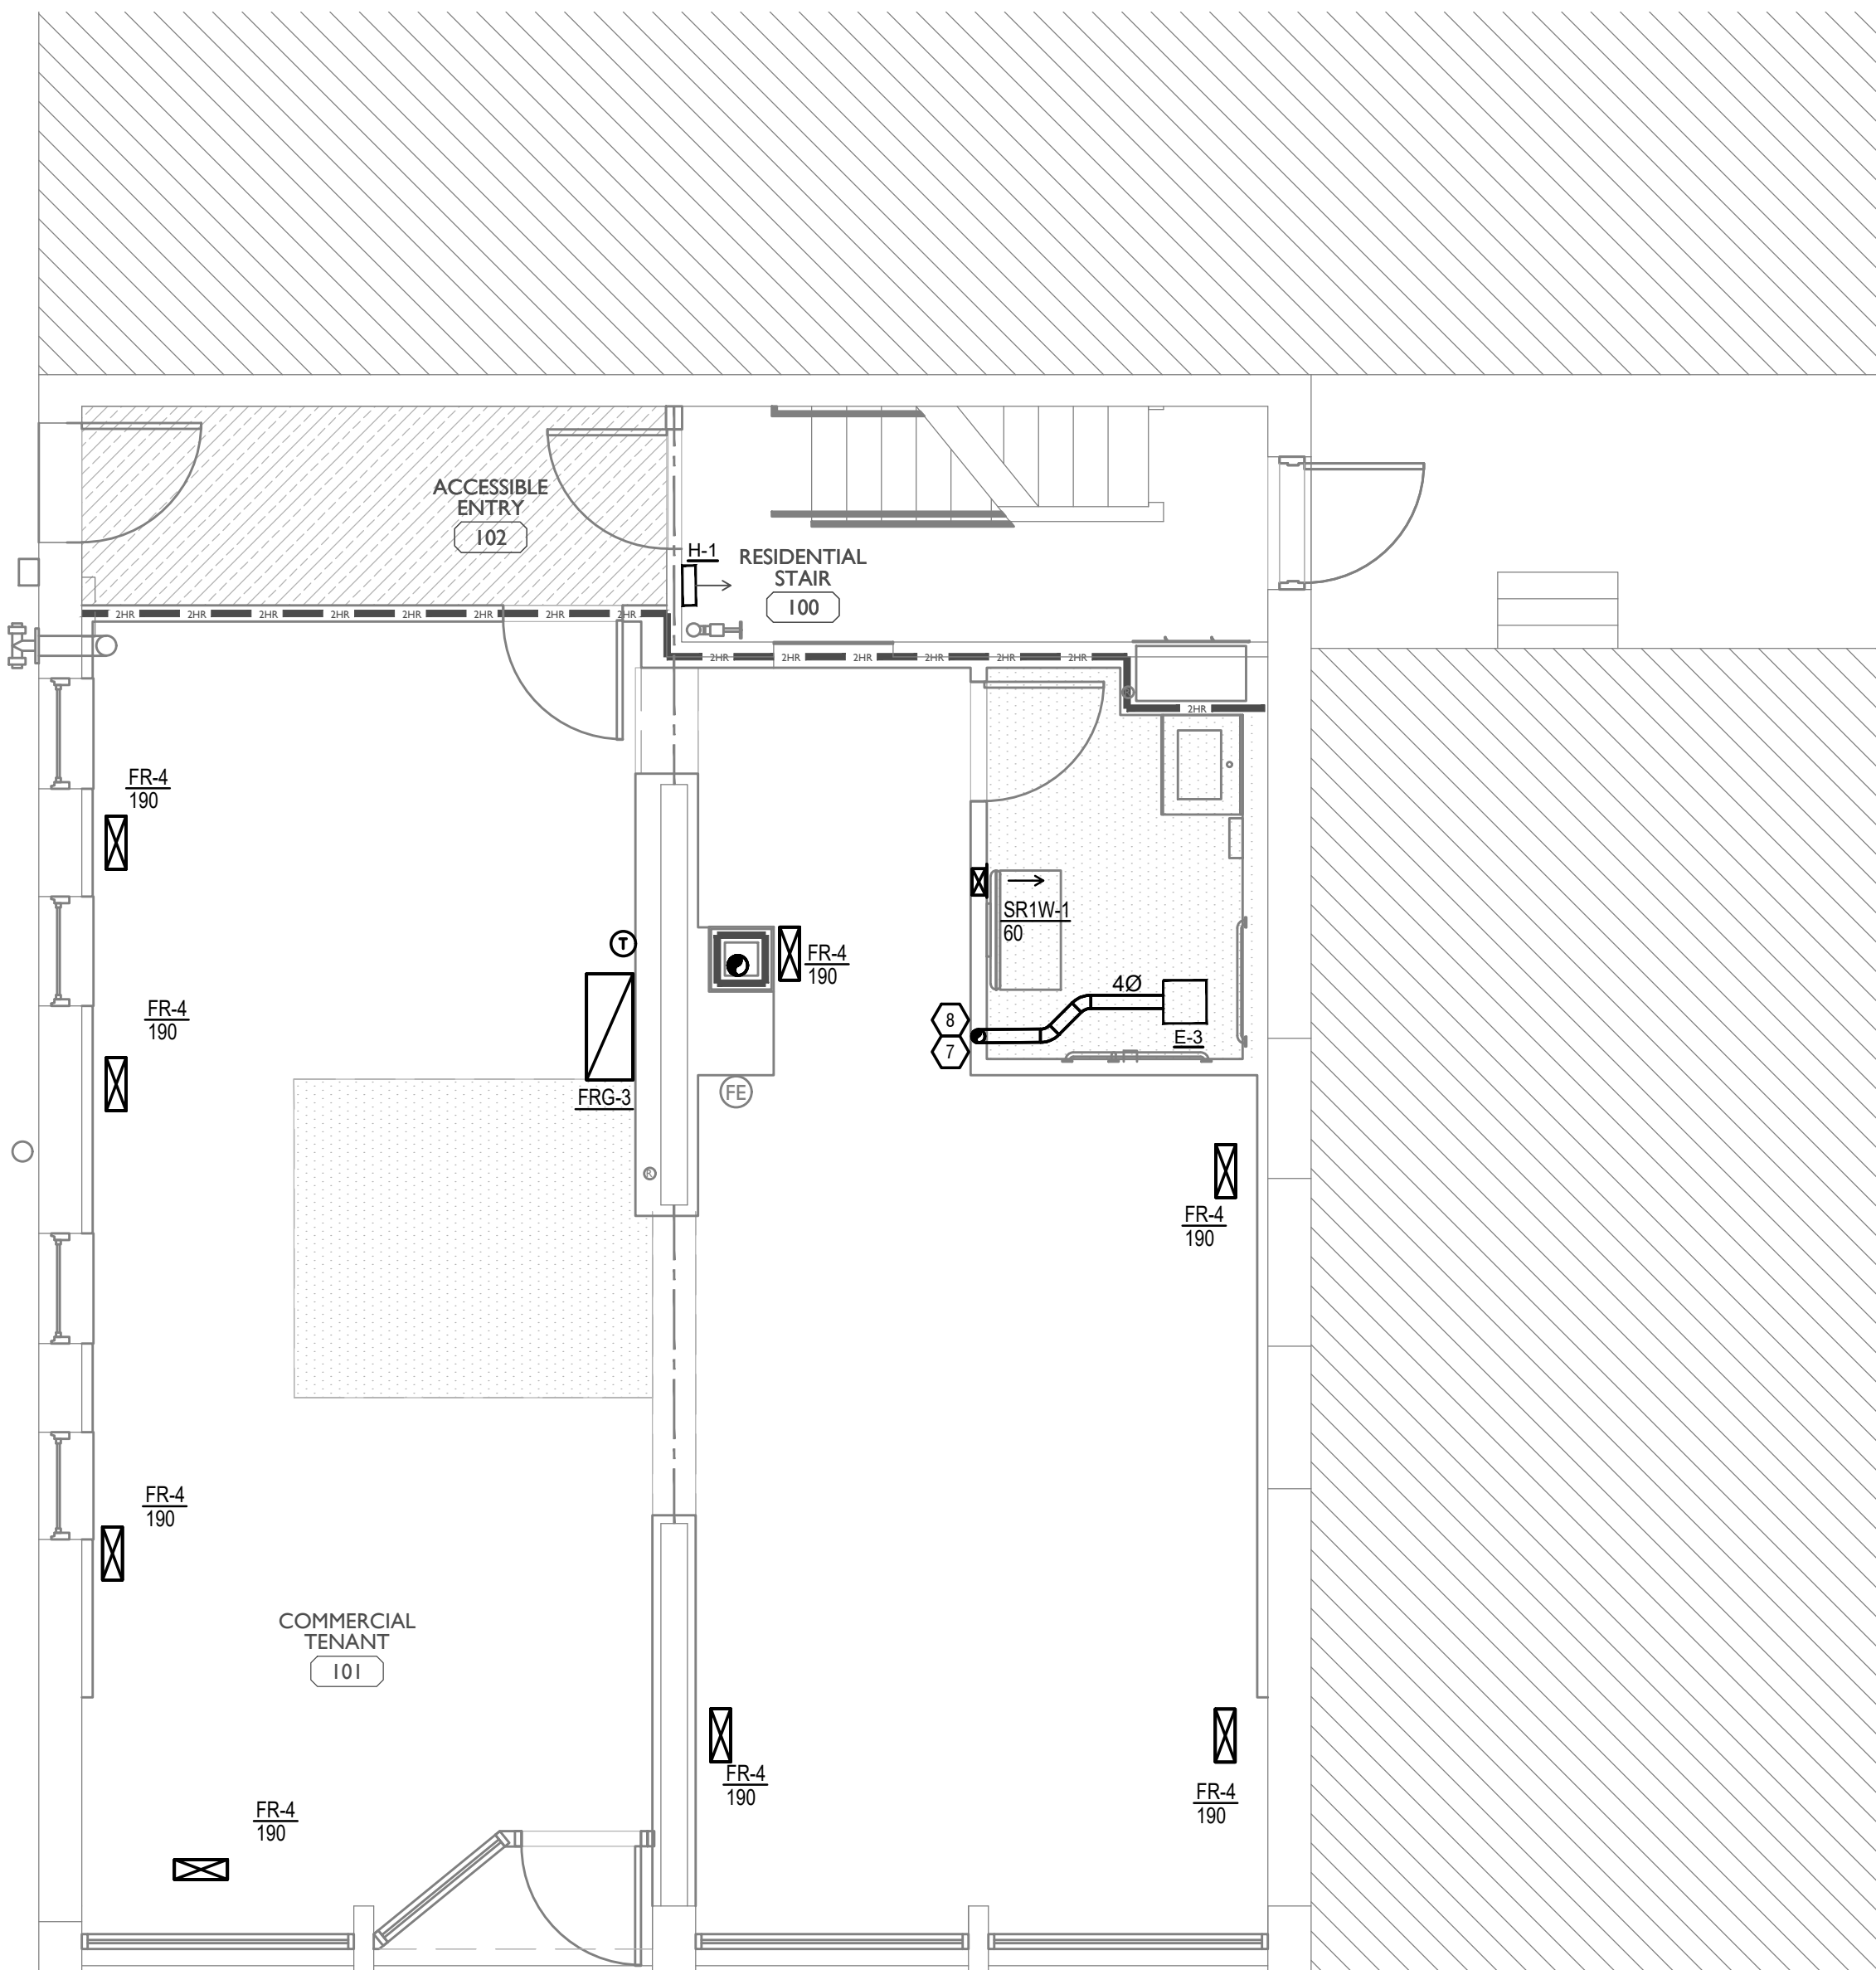 ACCESSIBLE
ENTRY
102
H-1
RESIDENTIAL
STAIR
100
2HR 2HR 2HR 2HR 2HR 2HR 2HR 2HR
2HR 2HR 2HR 2HR 2HR 2HR
2HR
FR-4
190
SR1W-1
60
T
FR-4
190
FR-4
190
4Ø
8
7
E-3
FRG-3
FE
R
FR-4
190
FR-4
190
COMMERCIAL
TENANT
101
FR-4
190
FR-4
190
FR-4
190